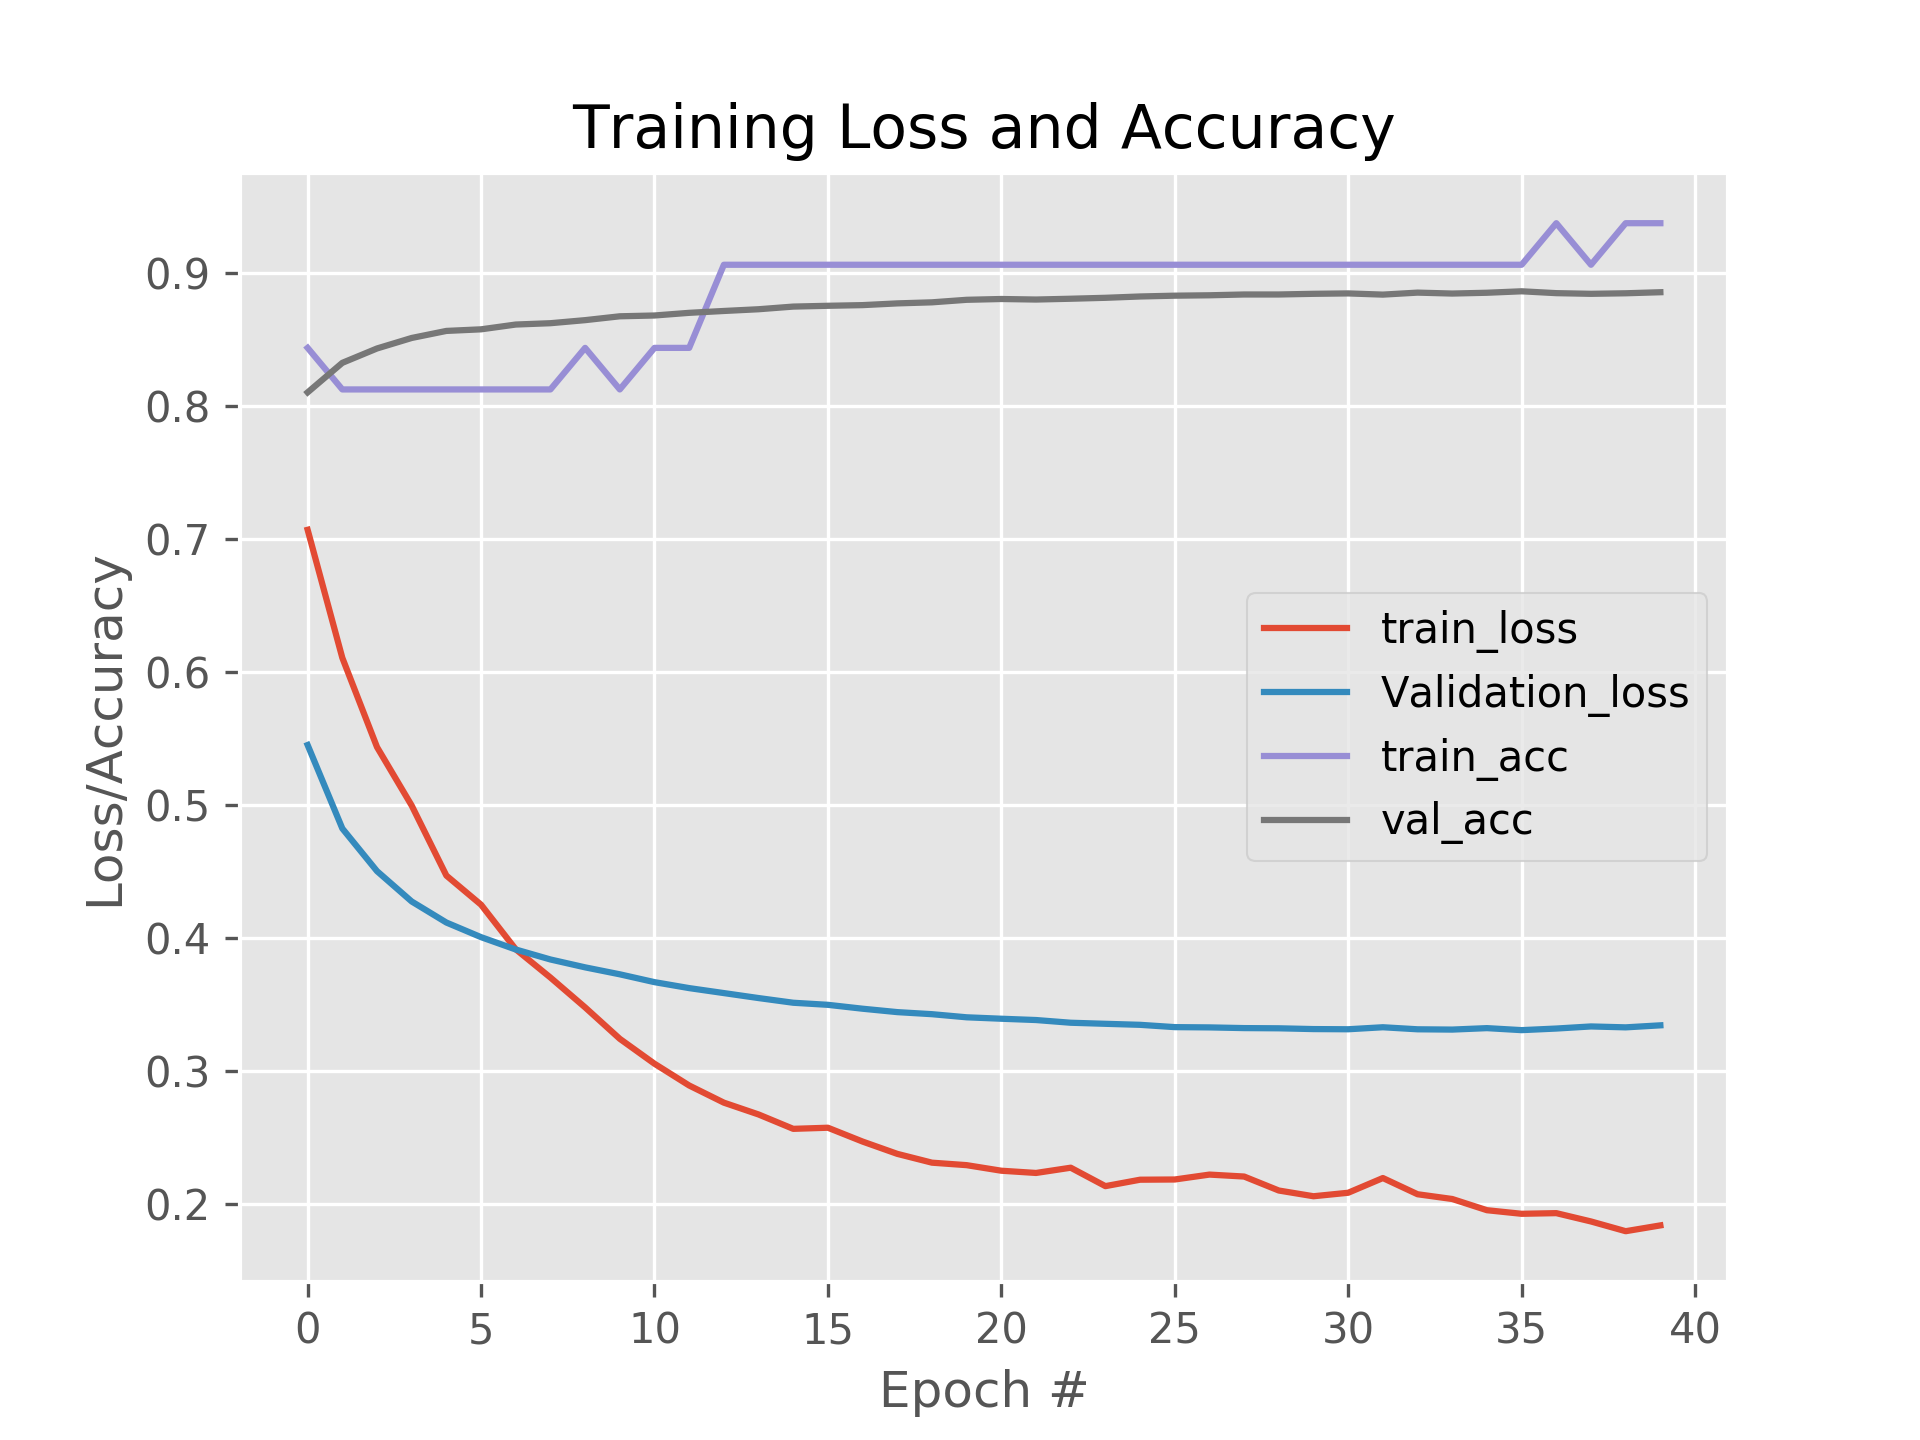 Training Loss and Accuracy
Loss/Accuracy
0.9
0.8
0.7
0.6
0.5
0.4
0.3
0.2
train_loss
Validation_loss
train_acc
val_acc
0 5 10 15 20 25 30 35 40
Epoch #